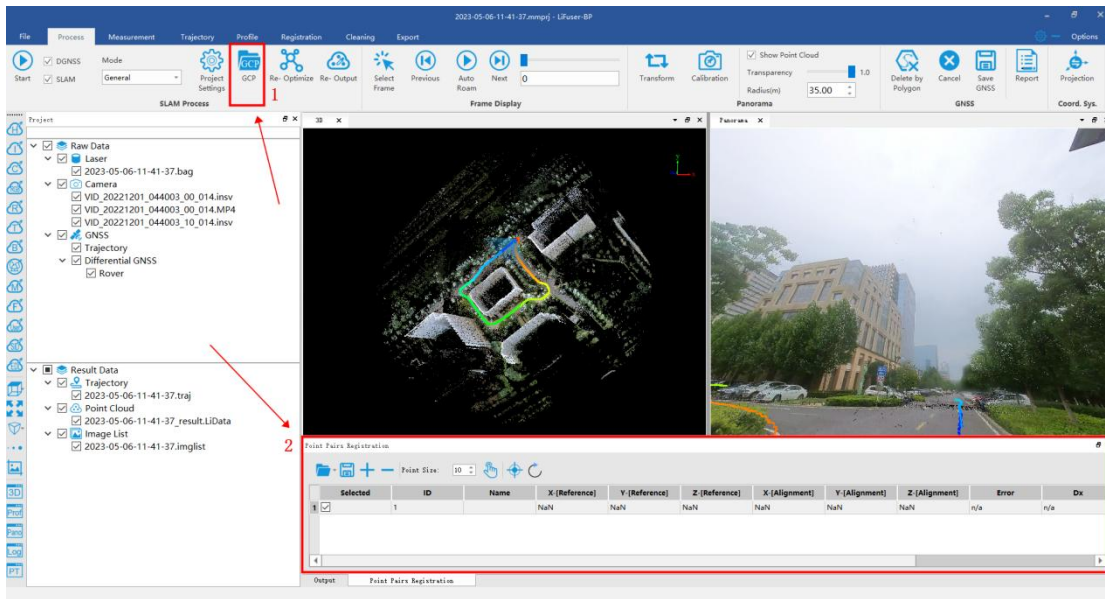 2023-05-06-11-41-37.mmprj - LiFuser-BP
File Process Measurement Trajectory Profile Registration Cleaning Export Options
Start
DGNSS
SLAM
Mode
General
Project Settings
GCP
GCP
Re- Optimize
Re- Output
SLAM Process
Select Frame
Previous
Auto Roam
Next
0
Frame Display
Transform
Calibration
Show Point Cloud
Transparency 1.0
Radius(m) 35.00
Panorama
Delete by Polygon
Cancel
Save GNSS
Report
GNSS
Projection
Coord. Sys.
1
Project
Raw Data
Laser
2023-05-06-11-41-37.bag
Camera
VID_20221201_044003_00_014.insv
VID_20221201_044003_00_014.MP4
VID_20221201_044003_10_014.insv
GNSS
Trajectory
Differential GNSS
Rover
Result Data
Trajectory
2023-05-06-11-41-37.traj
Point Cloud
2023-05-06-11-41-37_result.LiData
Image List
2023-05-06-11-41-37.imglist
3D
Prof
Pano
Log
PT
3D
Panorama
2
Point Pairs Registration
Point Size: 10
Selected ID Name X-[Reference] Y-[Reference] Z-[Reference] X-[Alignment] Y-[Alignment] Z-[Alignment] Error Dx
1 1 NaN NaN NaN NaN NaN NaN n/a n/a
Output Point Pairs Registration